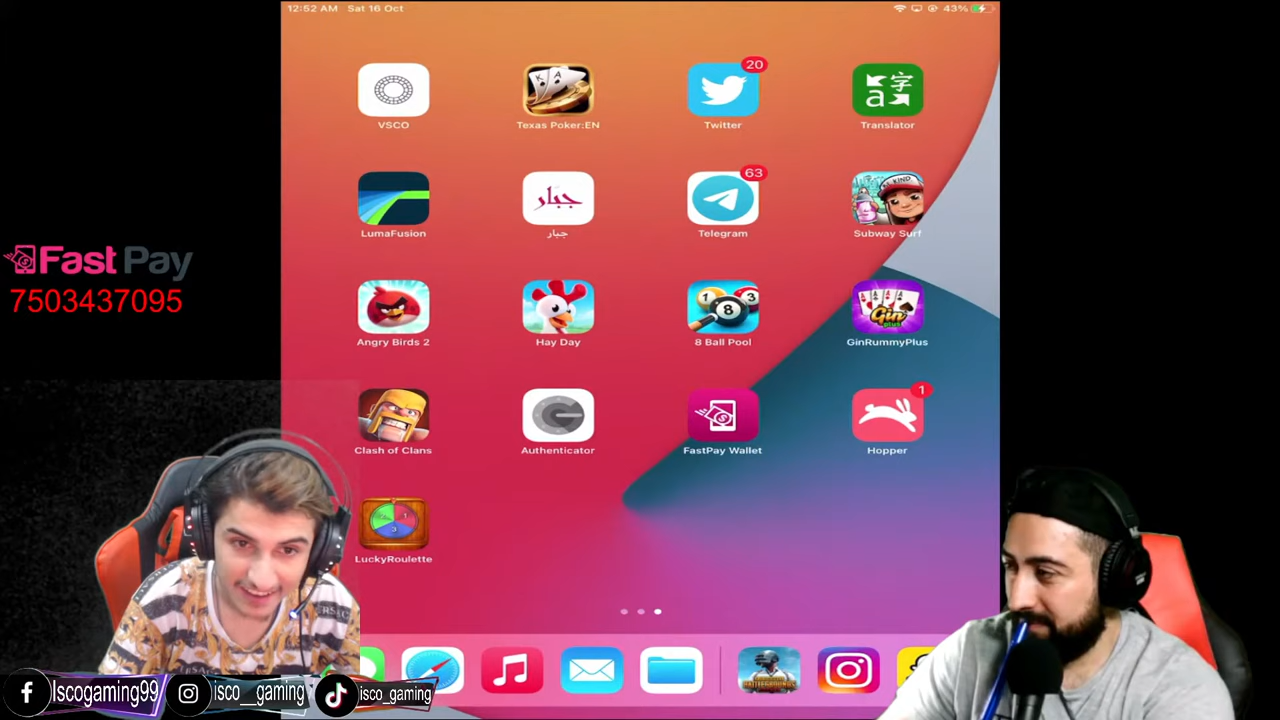 12:52 AM Sat 16 Oct
43%
20
VSCO
Texas Poker:EN
Twitter
Translator
63
LumaFusion
جبار
جبار
Telegram
Subway Surf
Fast Pay
7503437095
Angry Birds 2
Hay Day
8 Ball Pool
GinRummyPlus
1
Clash of Clans
Authenticator
FastPay Wallet
Hopper
LuckyRoulette
Iscogaming99
isco__gaming
isco_gaming